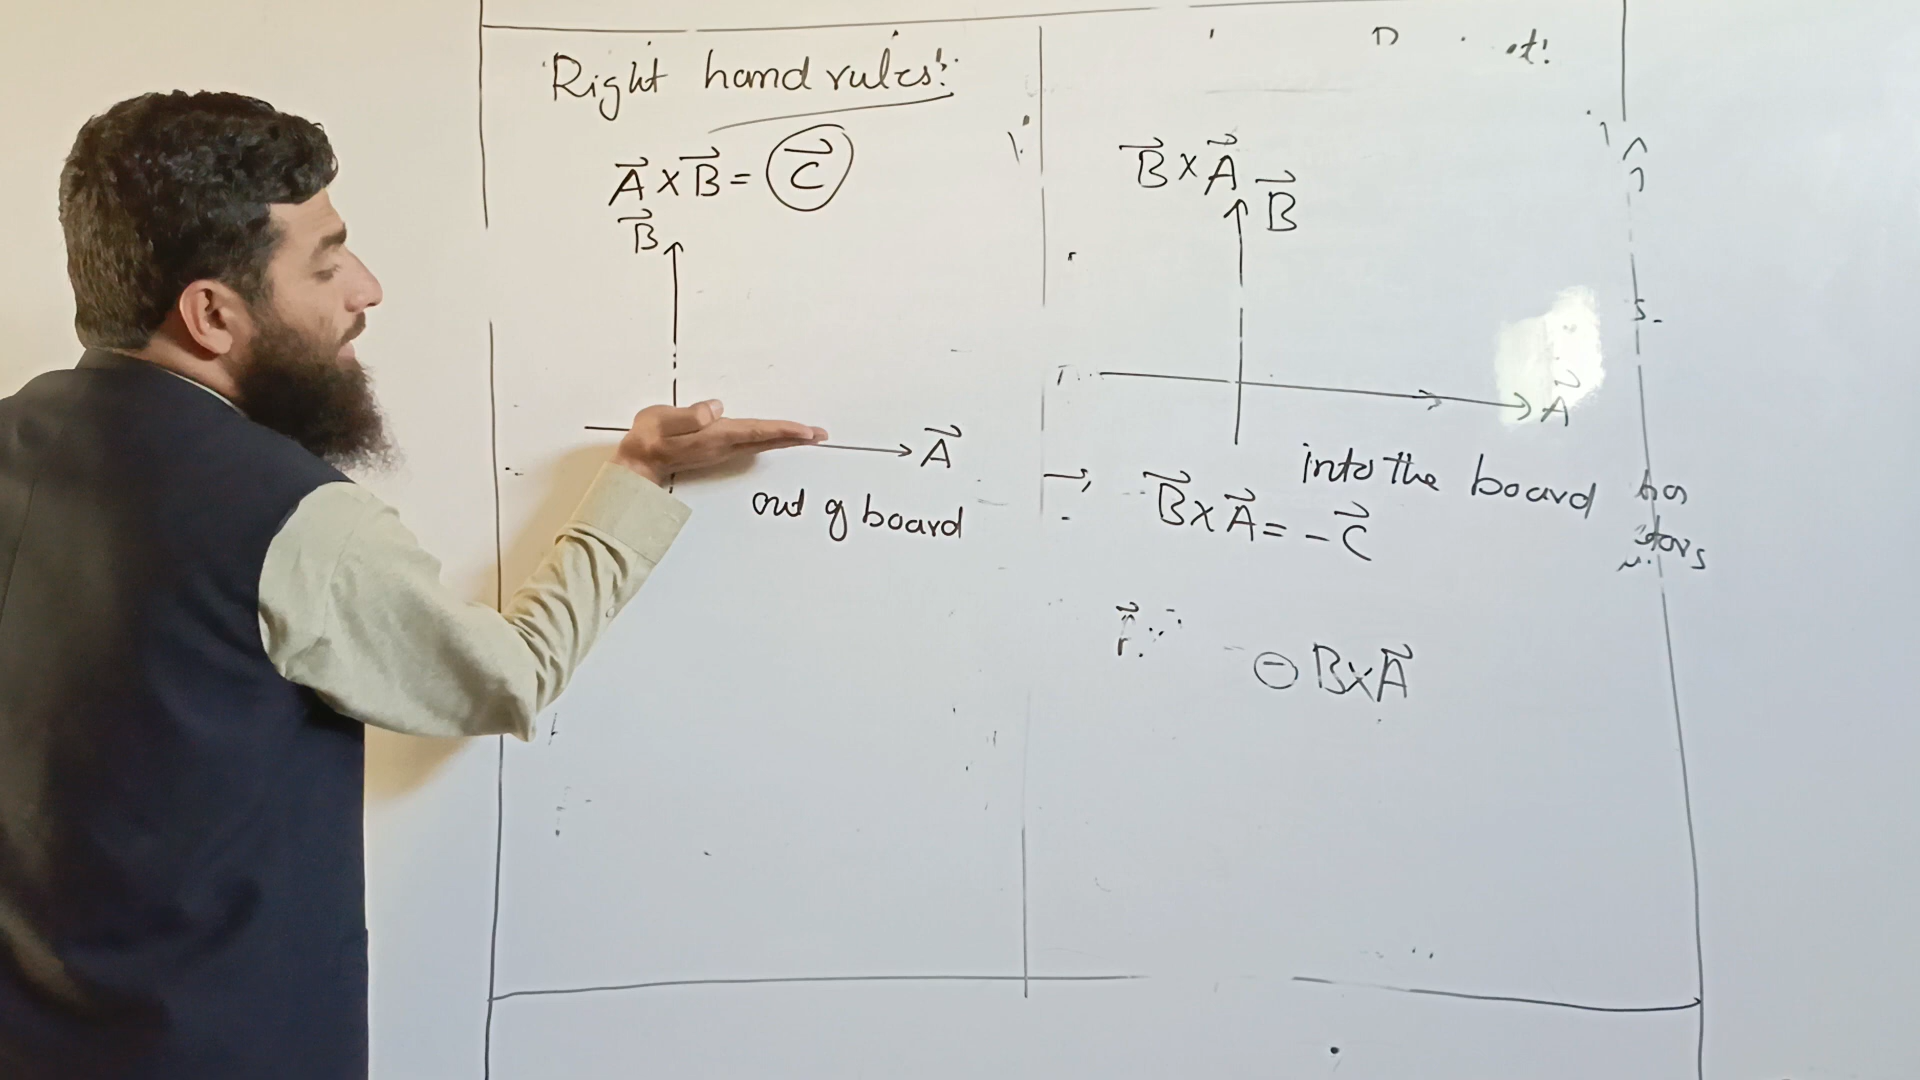 Right hand rules:
A⃗ × B⃗ = C⃗
B⃗
A⃗
out of board
B⃗ × A⃗
B⃗
A⃗
into the board
B⃗ × A⃗ = - C⃗
r⃗
⊖ B × A⃗